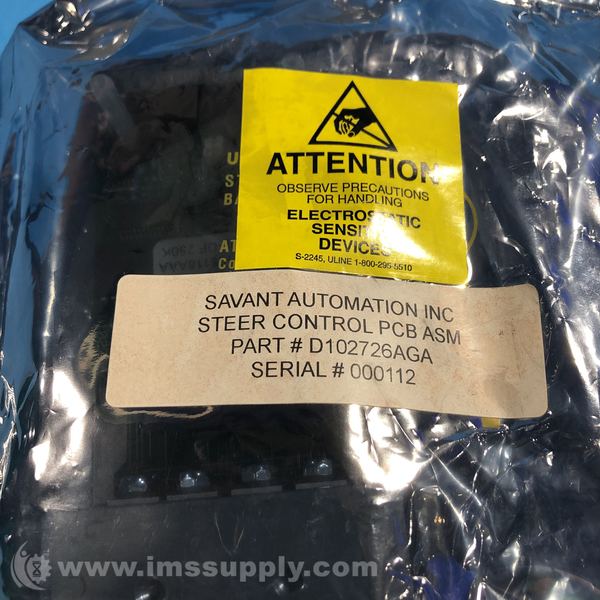 ATTENTION
OBSERVE PRECAUTIONS
FOR HANDLING
ELECTROSTATIC
SENSITIVE
DEVICES
S-2245, ULINE 1-800-295-5510
SAVANT AUTOMATION INC
STEER CONTROL PCB ASM
PART # D102726AGA
SERIAL # 000112
www.imssupply.com